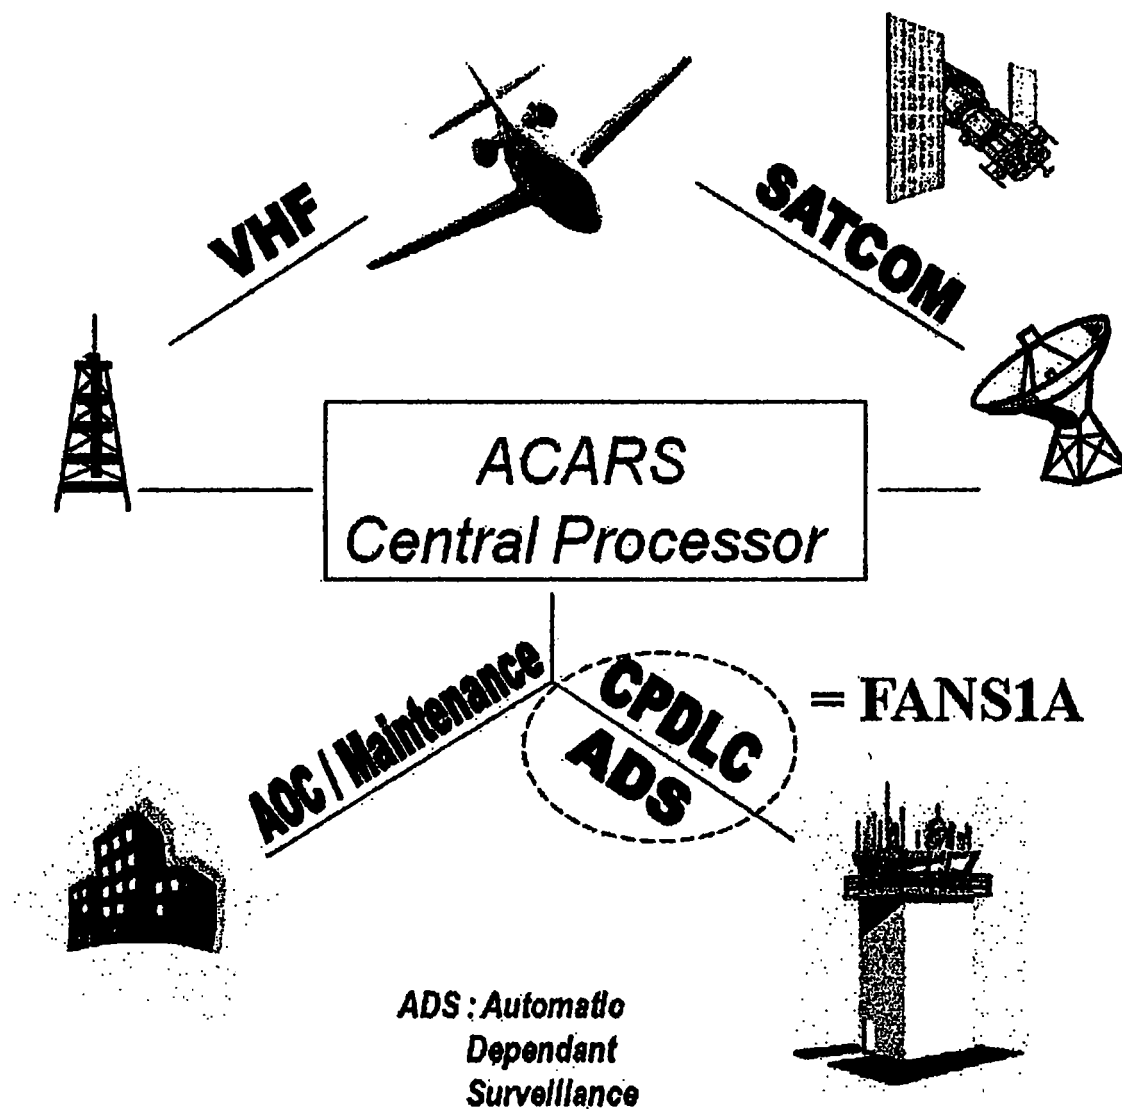 VHF
SATCOM
ACARS
Central Processor
AOC / Maintenance
CPDLC
ADS
= FANS1A
ADS : Automatic
Dependant
Surveillance